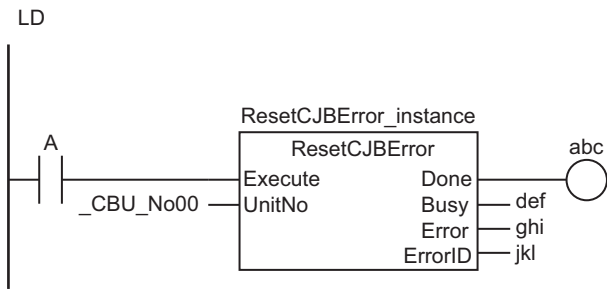 LD
ResetCJBError_instance
A
ResetCJBError
abc
Execute
Done
_CBU_No00
UnitNo
Busy
def
Error
ghi
ErrorID
jkl